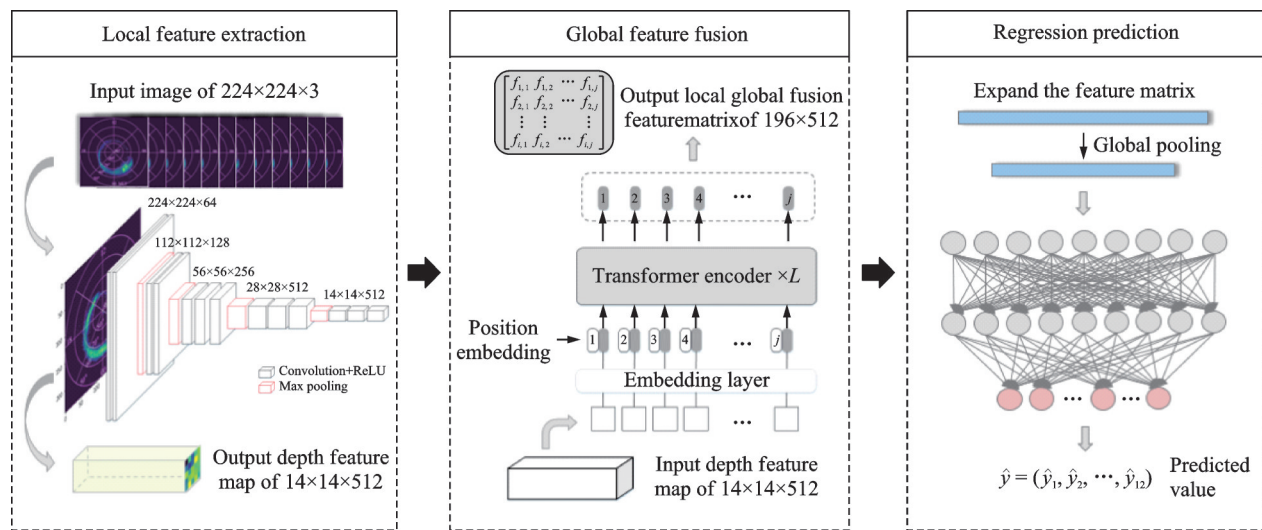 Local feature extraction
Input image of 224×224×3
224×224×64
112×112×128
56×56×256
28×28×512
14×14×512
Convolution+ReLU
Max pooling
Output depth feature
map of 14×14×512
Global feature fusion
f1,1 f1,2 ⋯ f1,j
f2,1 f2,2 ⋯ f2,j
⋮ ⋮ ⋮
fi,1 fi,2 ⋯ fi,j
Output local global fusion
featurematrixof 196×512
1 2 3 4 ⋯ j
Transformer encoder ×L
Position
embedding
1 2 3 4 ⋯ j
Embedding layer
⋯
Input depth feature
map of 14×14×512
Regression prediction
Expand the feature matrix
Global pooling
⋯ ⋯
ŷ = (ŷ1, ŷ2, ⋯, ŷ12)
Predicted
value